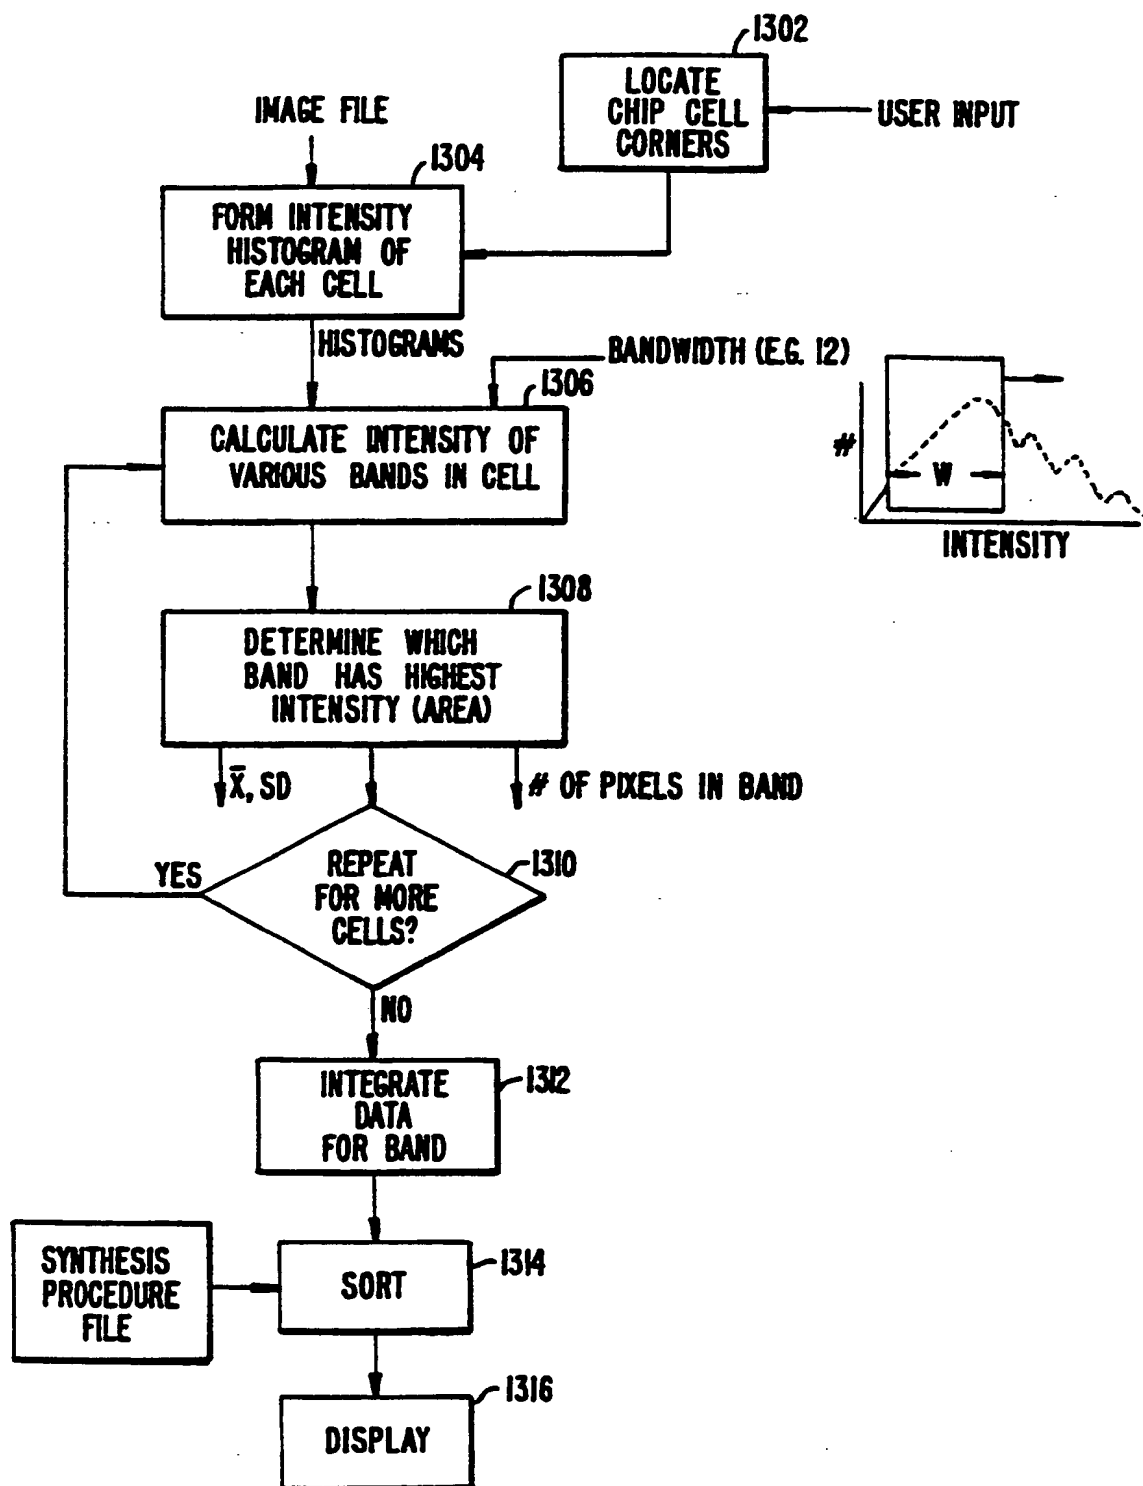 1302
LOCATE
CHIP CELL
CORNERS
USER INPUT
IMAGE FILE
1304
FORM INTENSITY
HISTOGRAM OF
EACH CELL
HISTOGRAMS
BANDWIDTH (E.G. 12)
1306
CALCULATE INTENSITY OF
VARIOUS BANDS IN CELL
#
W
INTENSITY
1308
DETERMINE WHICH
BAND HAS HIGHEST
INTENSITY (AREA)
X̄, SD
# OF PIXELS IN BAND
YES
REPEAT
FOR MORE
CELLS?
1310
NO
INTEGRATE
DATA
FOR BAND
1312
SYNTHESIS
PROCEDURE
FILE
SORT
1314
1316
DISPLAY